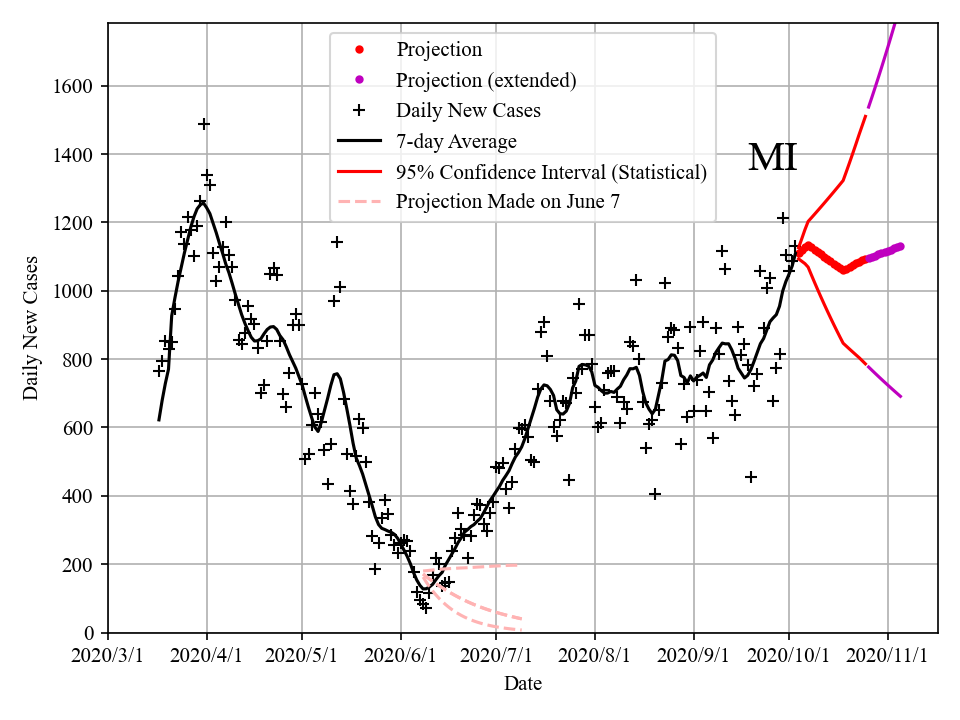 Projection
Projection (extended)
Daily New Cases
7-day Average
95% Confidence Interval (Statistical)
Projection Made on June 7
MI
Daily New Cases
1600
1400
1200
1000
800
600
400
200
0
2020/3/1 2020/4/1 2020/5/1 2020/6/1 2020/7/1 2020/8/1 2020/9/1 2020/10/1 2020/11/1
Date